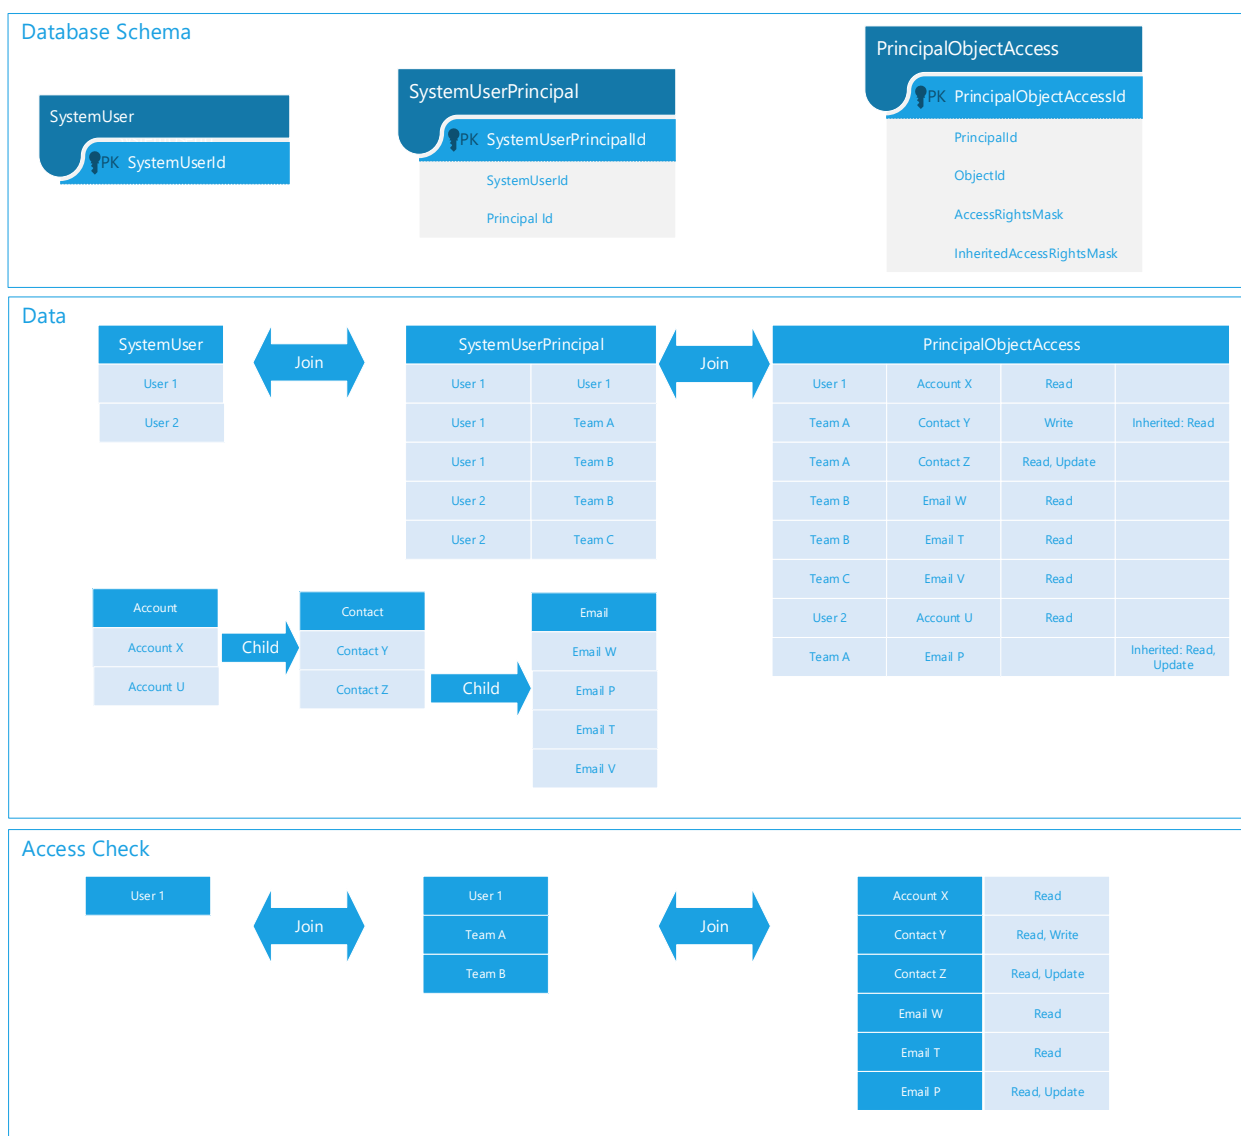 Database Schema
SystemUser
PK SystemUserId
SystemUserPrincipal
PK SystemUserPrincipalId
SystemUserId
Principal Id
PrincipalObjectAccess
PK PrincipalObjectAccessId
PrincipalId
ObjectId
AccessRightsMask
InheritedAccessRightsMask
Data
SystemUser
User 1
User 2
Join
SystemUserPrincipal
User 1 User 1
User 1 Team A
User 1 Team B
User 2 Team B
User 2 Team C
Join
PrincipalObjectAccess
User 1 Account X Read
Team A Contact Y Write Inherited: Read
Team A Contact Z Read, Update
Team B Email W Read
Team B Email T Read
Team C Email V Read
User 2 Account U Read
Team A Email P Inherited: Read,
Update
Account
Account X
Account U
Child
Contact
Contact Y
Contact Z
Child
Email
Email W
Email P
Email T
Email V
Access Check
User 1
Join
User 1
Team A
Team B
Join
Account X Read
Contact Y Read, Write
Contact Z Read, Update
Email W Read
Email T Read
Email P Read, Update